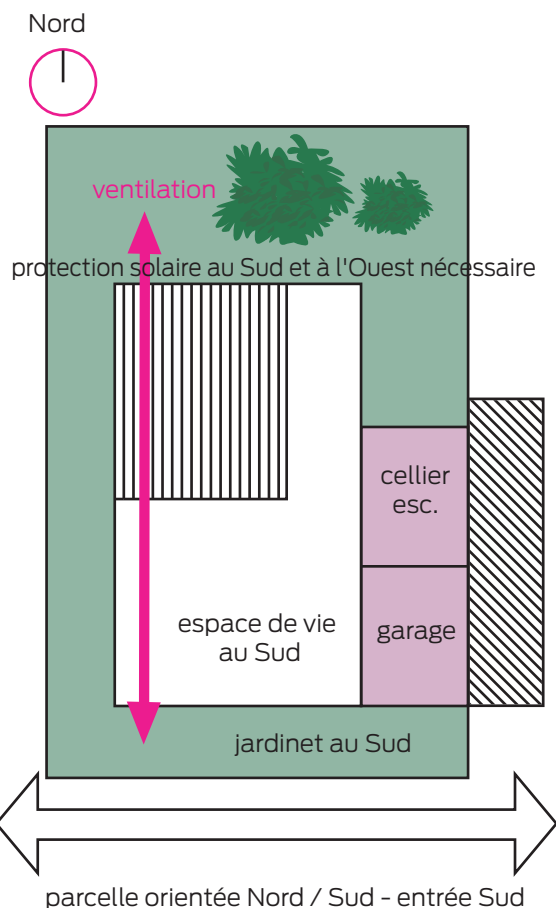 Nord
ventilation
protection solaire au Sud et à l'Ouest nécessaire
cellier
esc.
espace de vie
au Sud
garage
jardinet au Sud
parcelle orientée Nord / Sud - entrée Sud